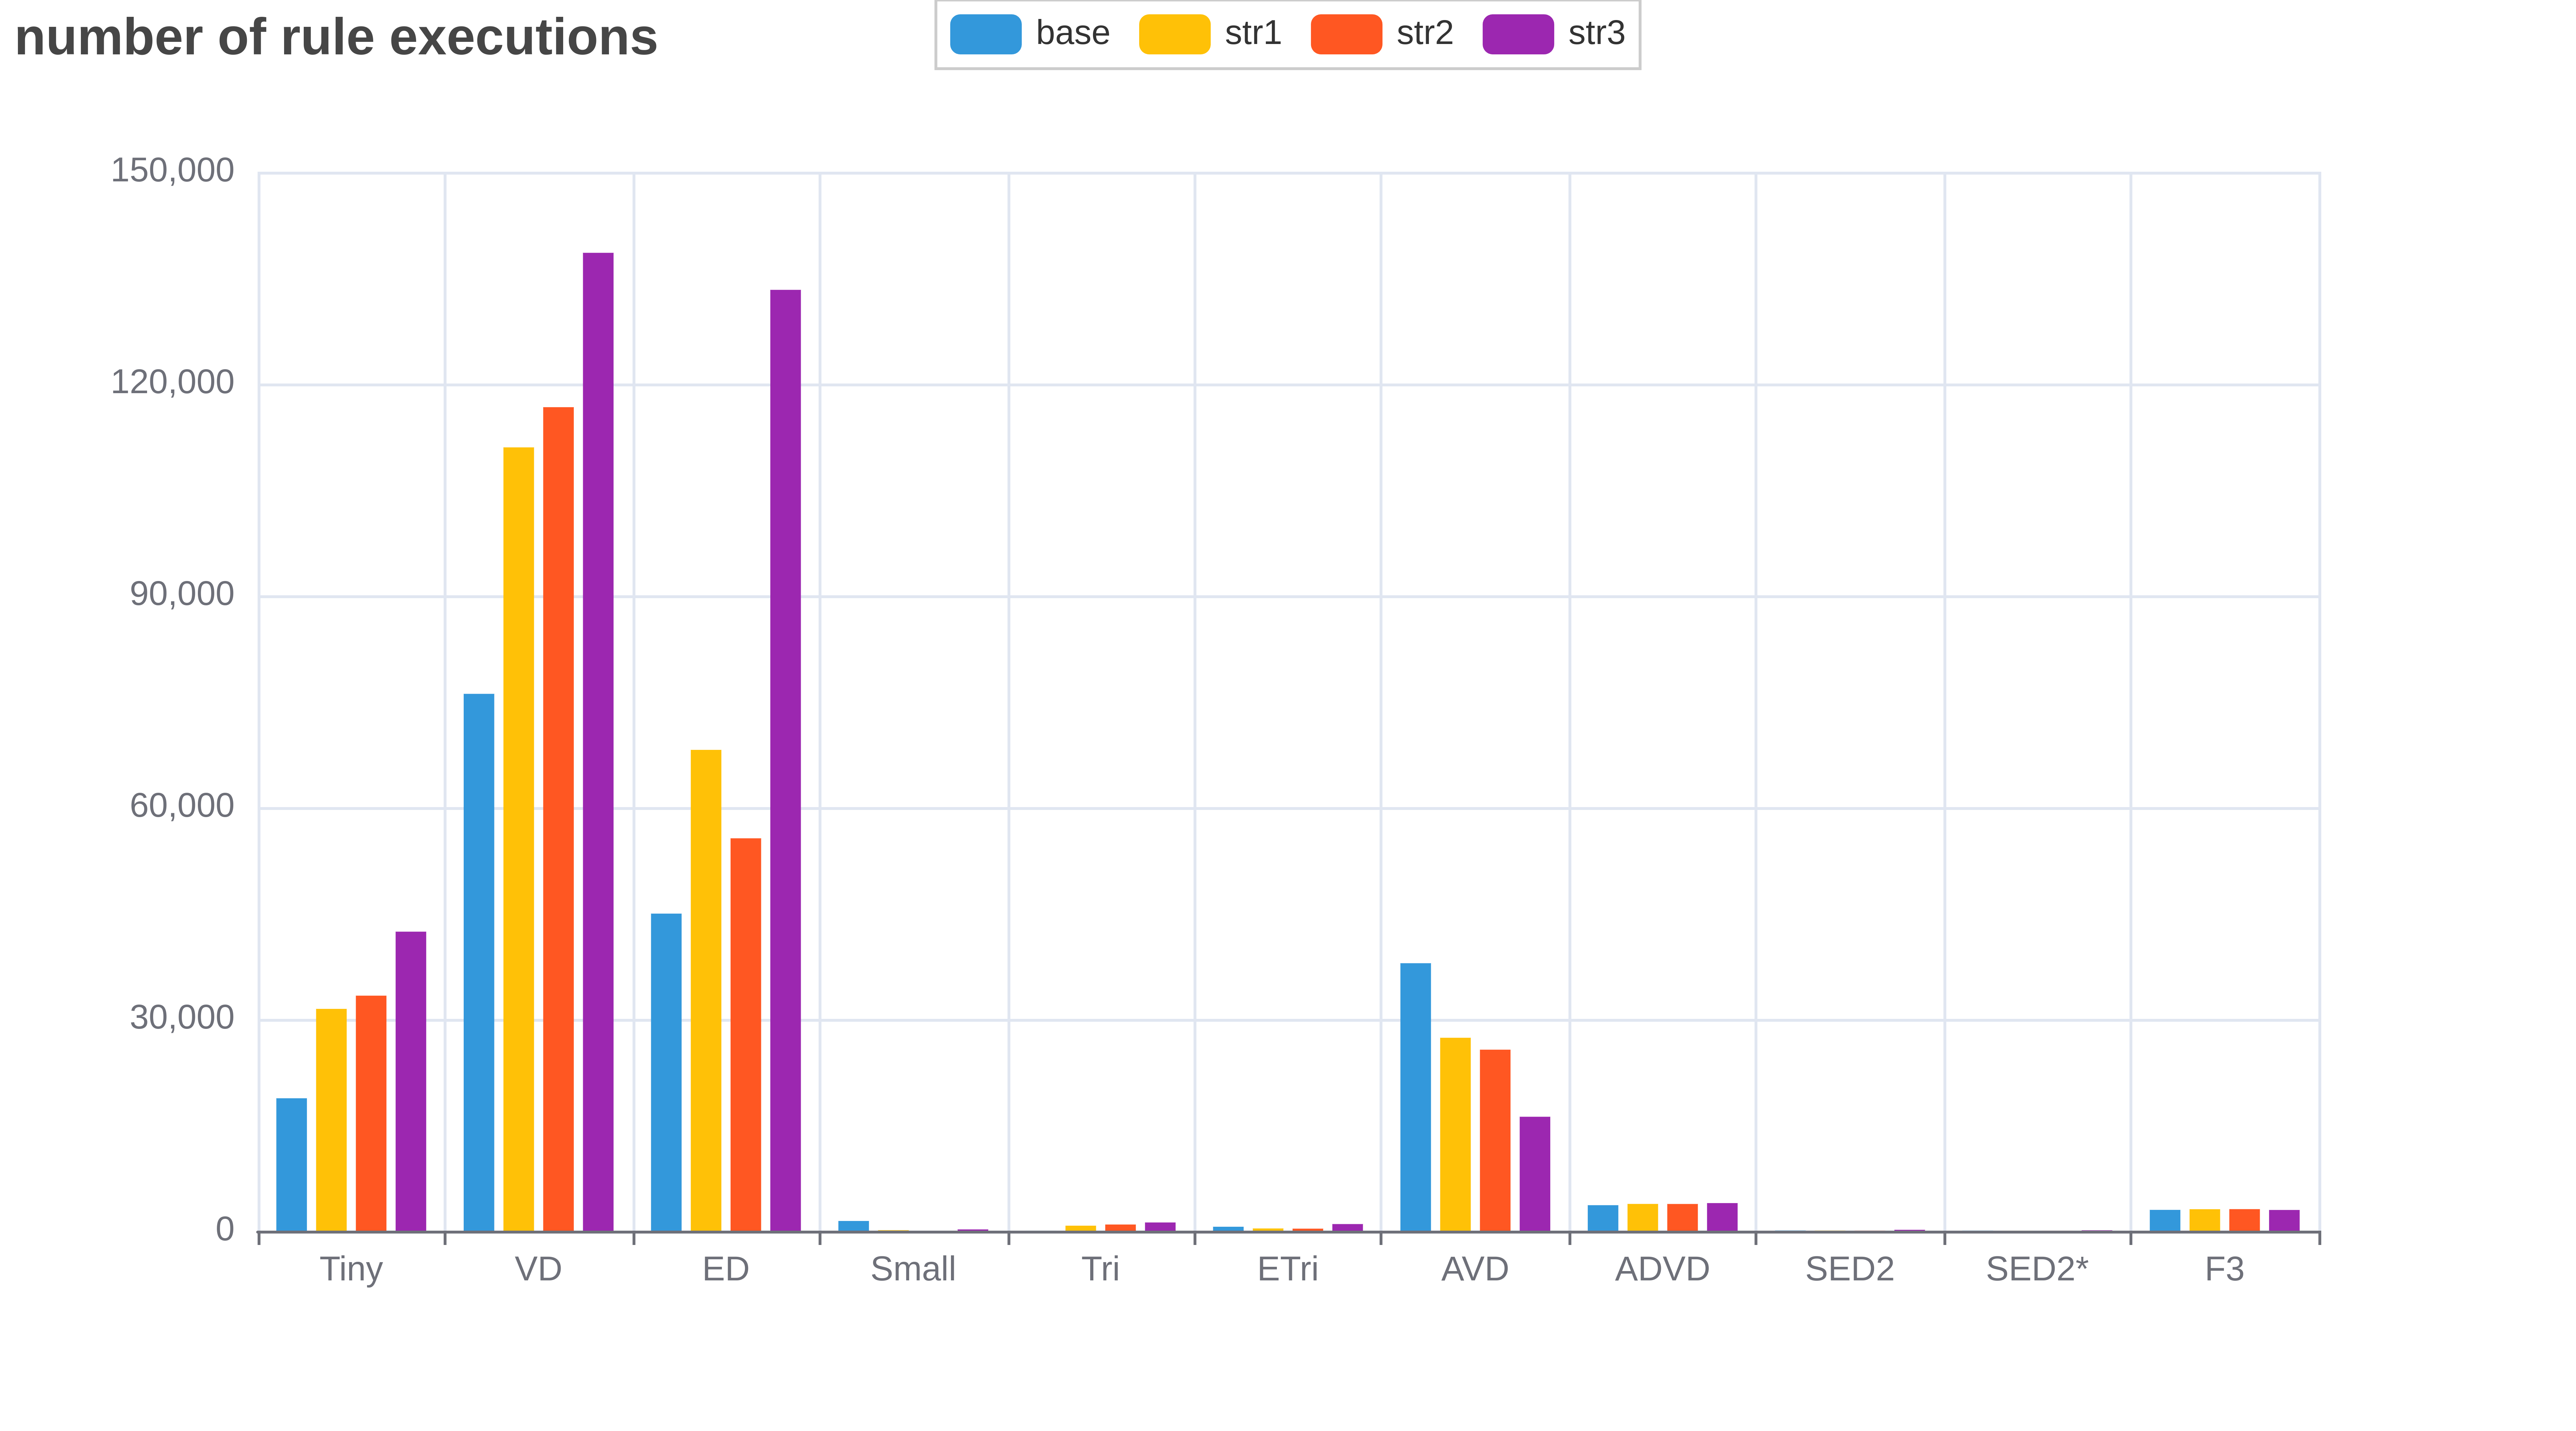 number of rule executions
base str1 str2 str3
150,000
120,000
90,000
60,000
30,000
0
Tiny VD ED Small Tri ETri AVD ADVD SED2 SED2* F3